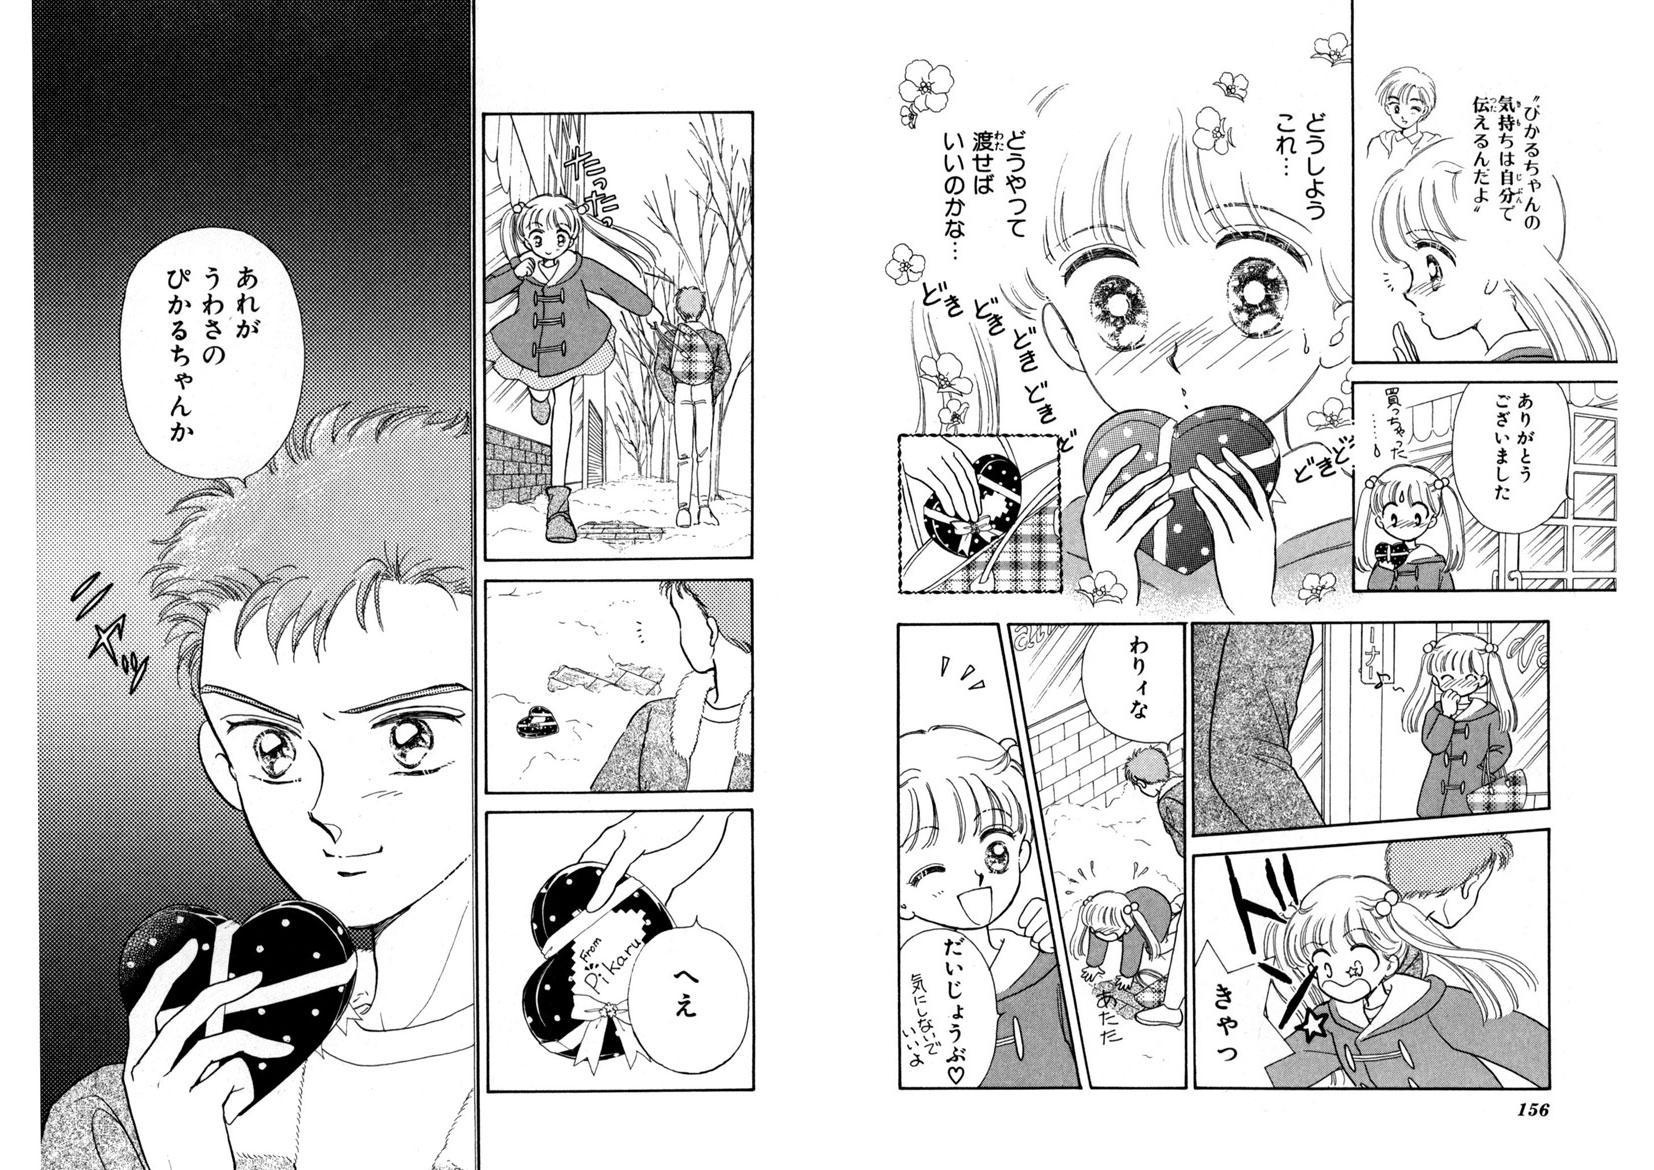 〝ぴかるちゃんの
気持ちは自分で
伝えるんだよ〟
どうしよう
これ…
どうやって
渡せば
いいのかな…
どき
どき
どき
どき
ど
どきど
ありがとう
ございました
買っちゃった
……
♪〜
ドン
きゃっ
わりィな
あたた
だいじょうぶ♡
気にしないで
いいよ
156
たったったっ
From
Pikaru
へえ
あれが
うわさの
ぴかるちゃんか
ニヤッ